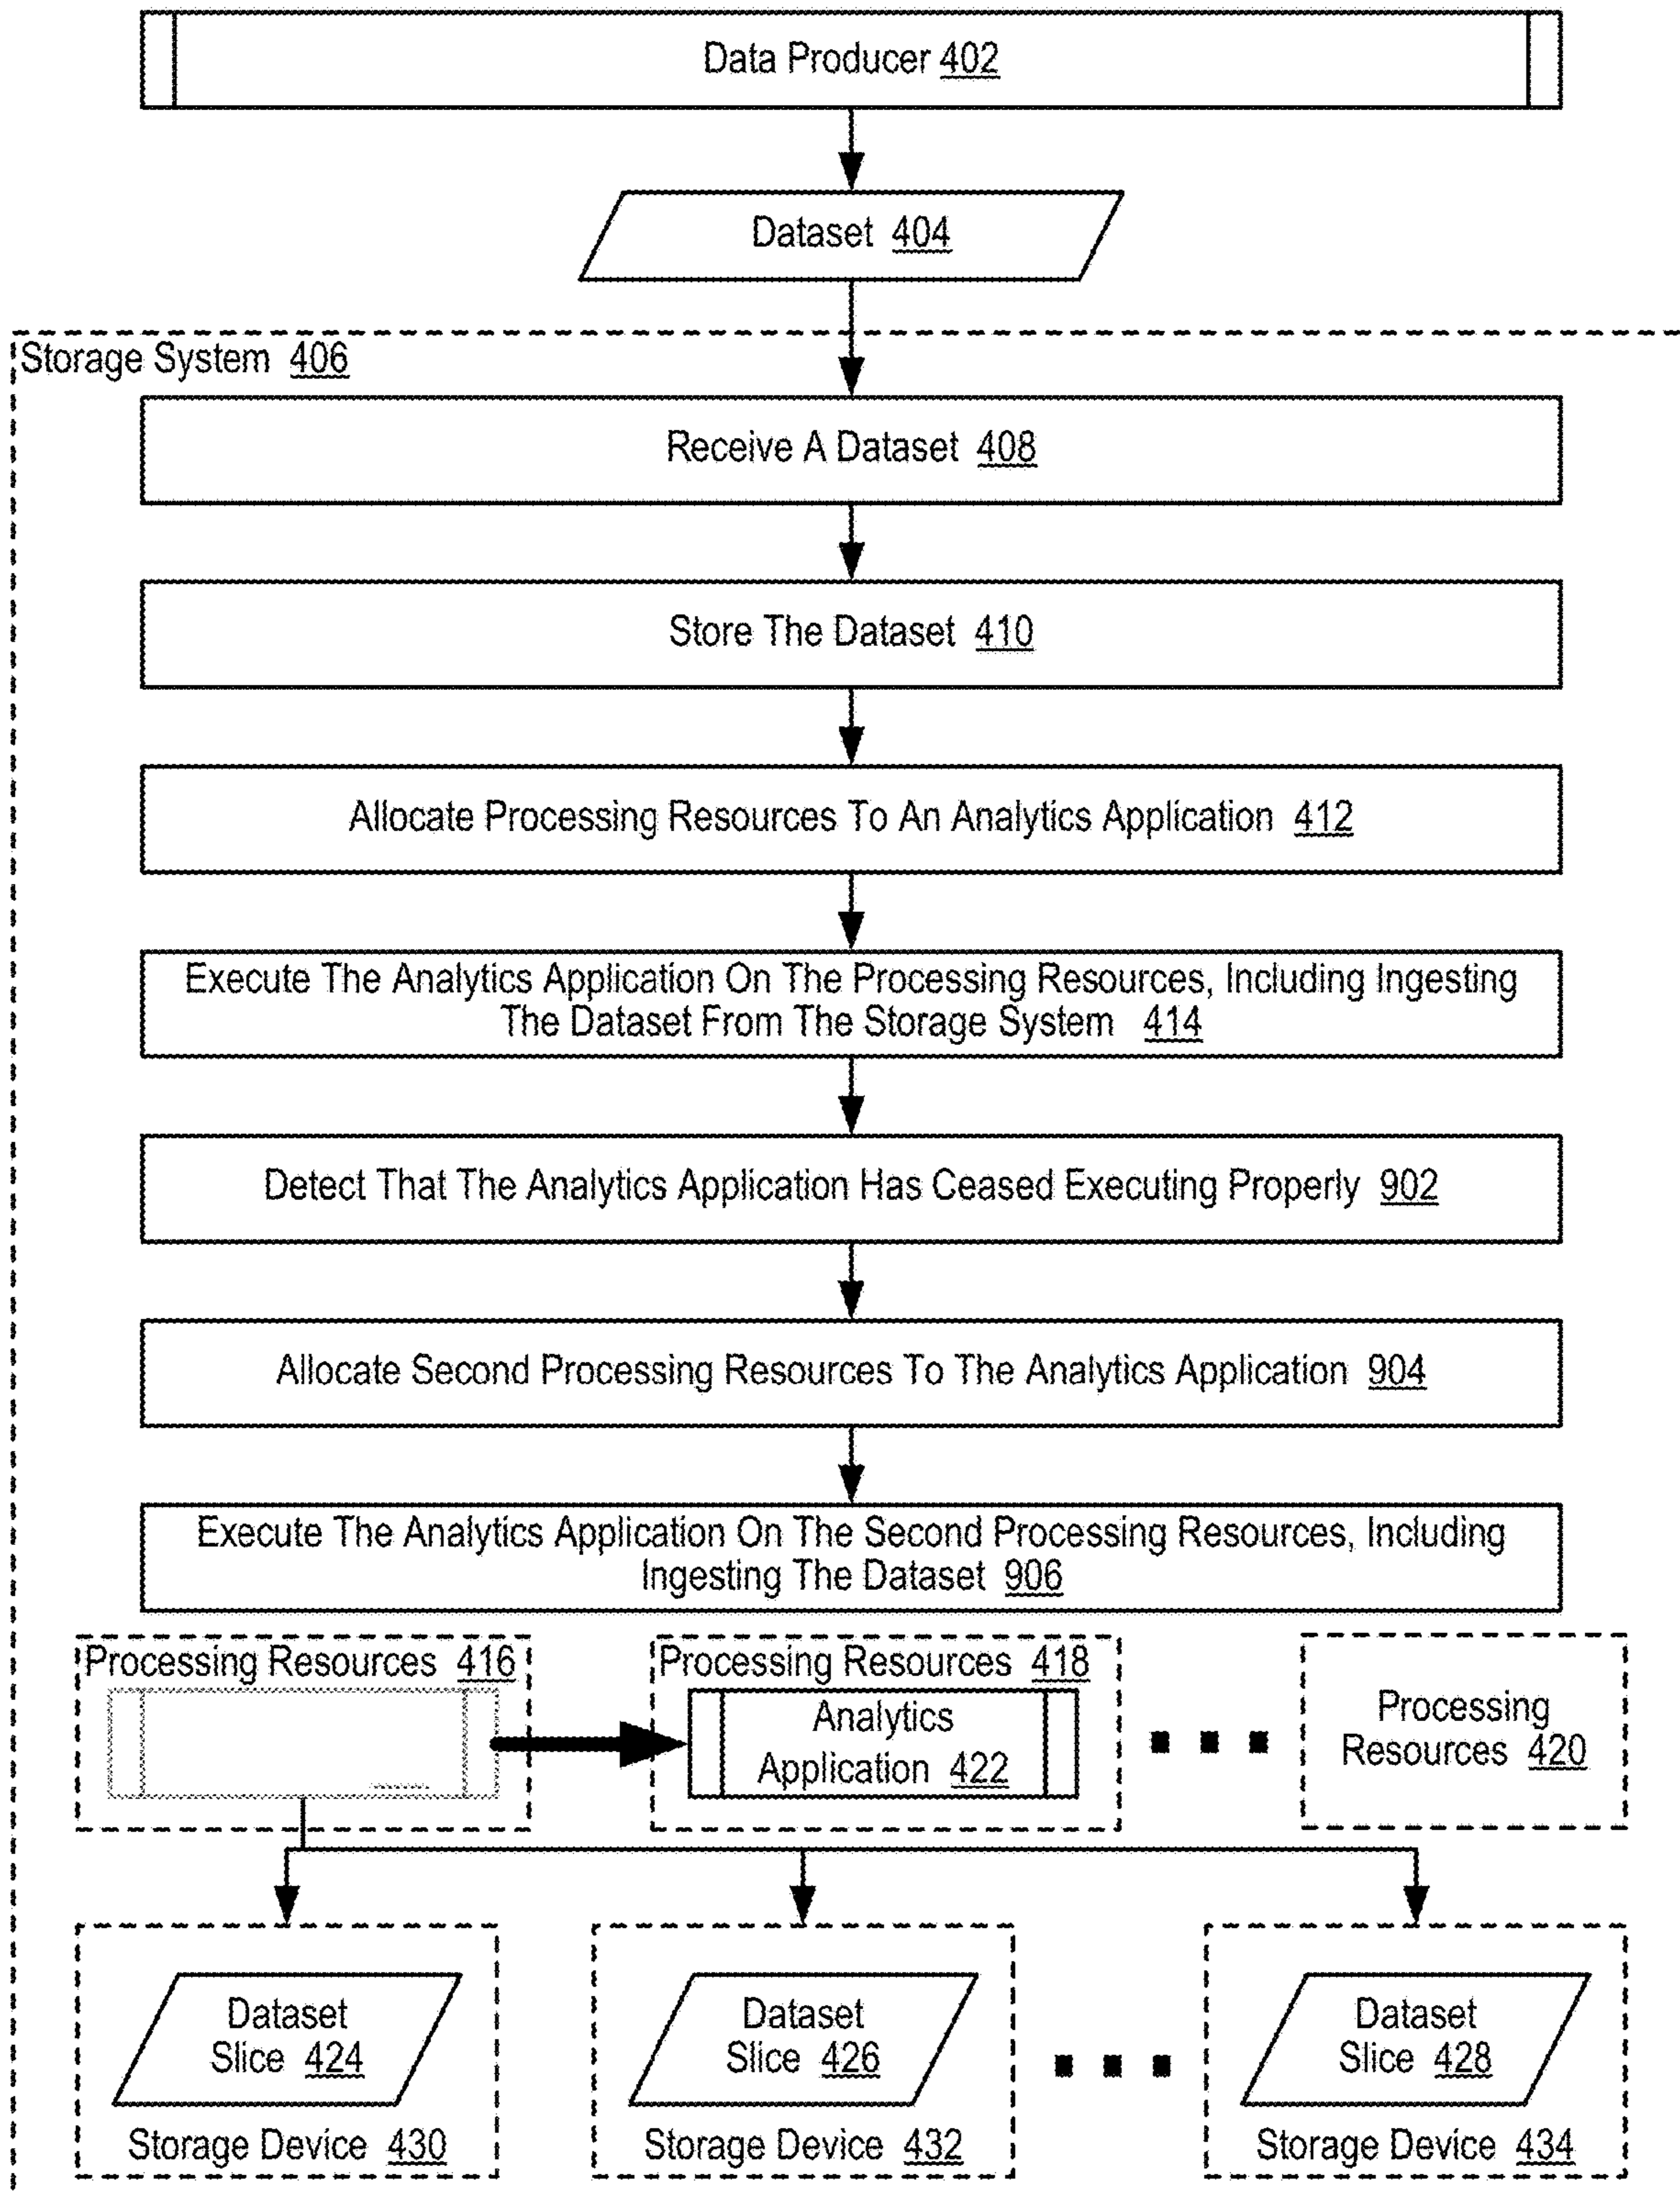 Data Producer 402
Dataset 404
Storage System 406
Receive A Dataset 408
Store The Dataset 410
Allocate Processing Resources To An Analytics Application 412
Execute The Analytics Application On The Processing Resources, Including Ingesting
The Dataset From The Storage System 414
Detect That The Analytics Application Has Ceased Executing Properly 902
Allocate Second Processing Resources To The Analytics Application 904
Execute The Analytics Application On The Second Processing Resources, Including
Ingesting The Dataset 906
Processing Resources 416
Processing Resources 418
Analytics
Application 422
Processing
Resources 420
Dataset
Slice 424
Storage Device 430
Dataset
Slice 426
Storage Device 432
Dataset
Slice 428
Storage Device 434